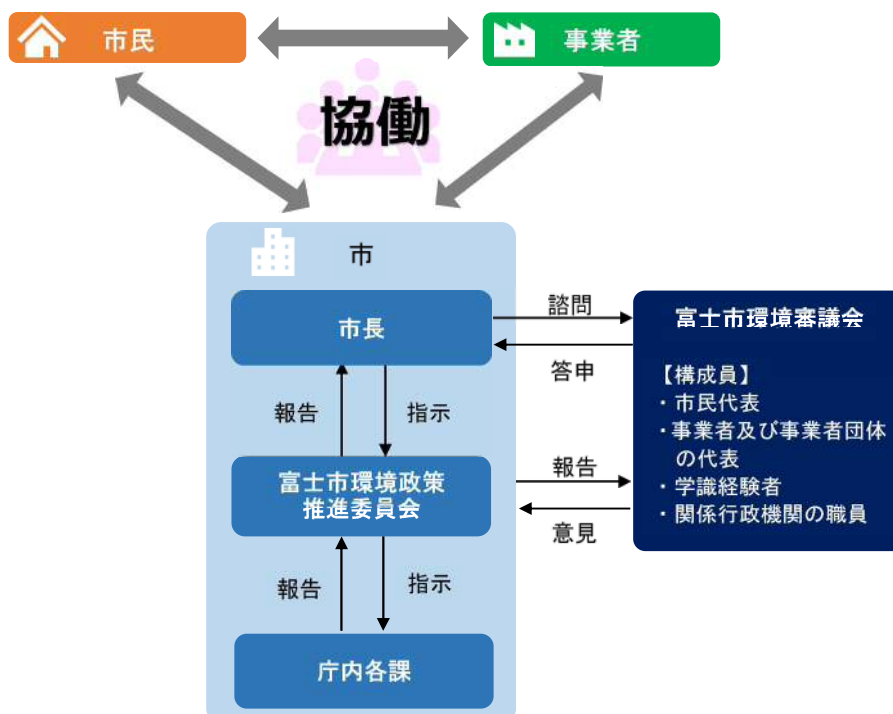 市民
事業者
協働
市
市長
諮問
答申
富士市環境審議会
【構成員】
・市民代表
・事業者及び事業者団体
の代表
・学識経験者
・関係行政機関の職員
報告
指示
富士市環境政策
推進委員会
報告
意見
報告
指示
庁内各課